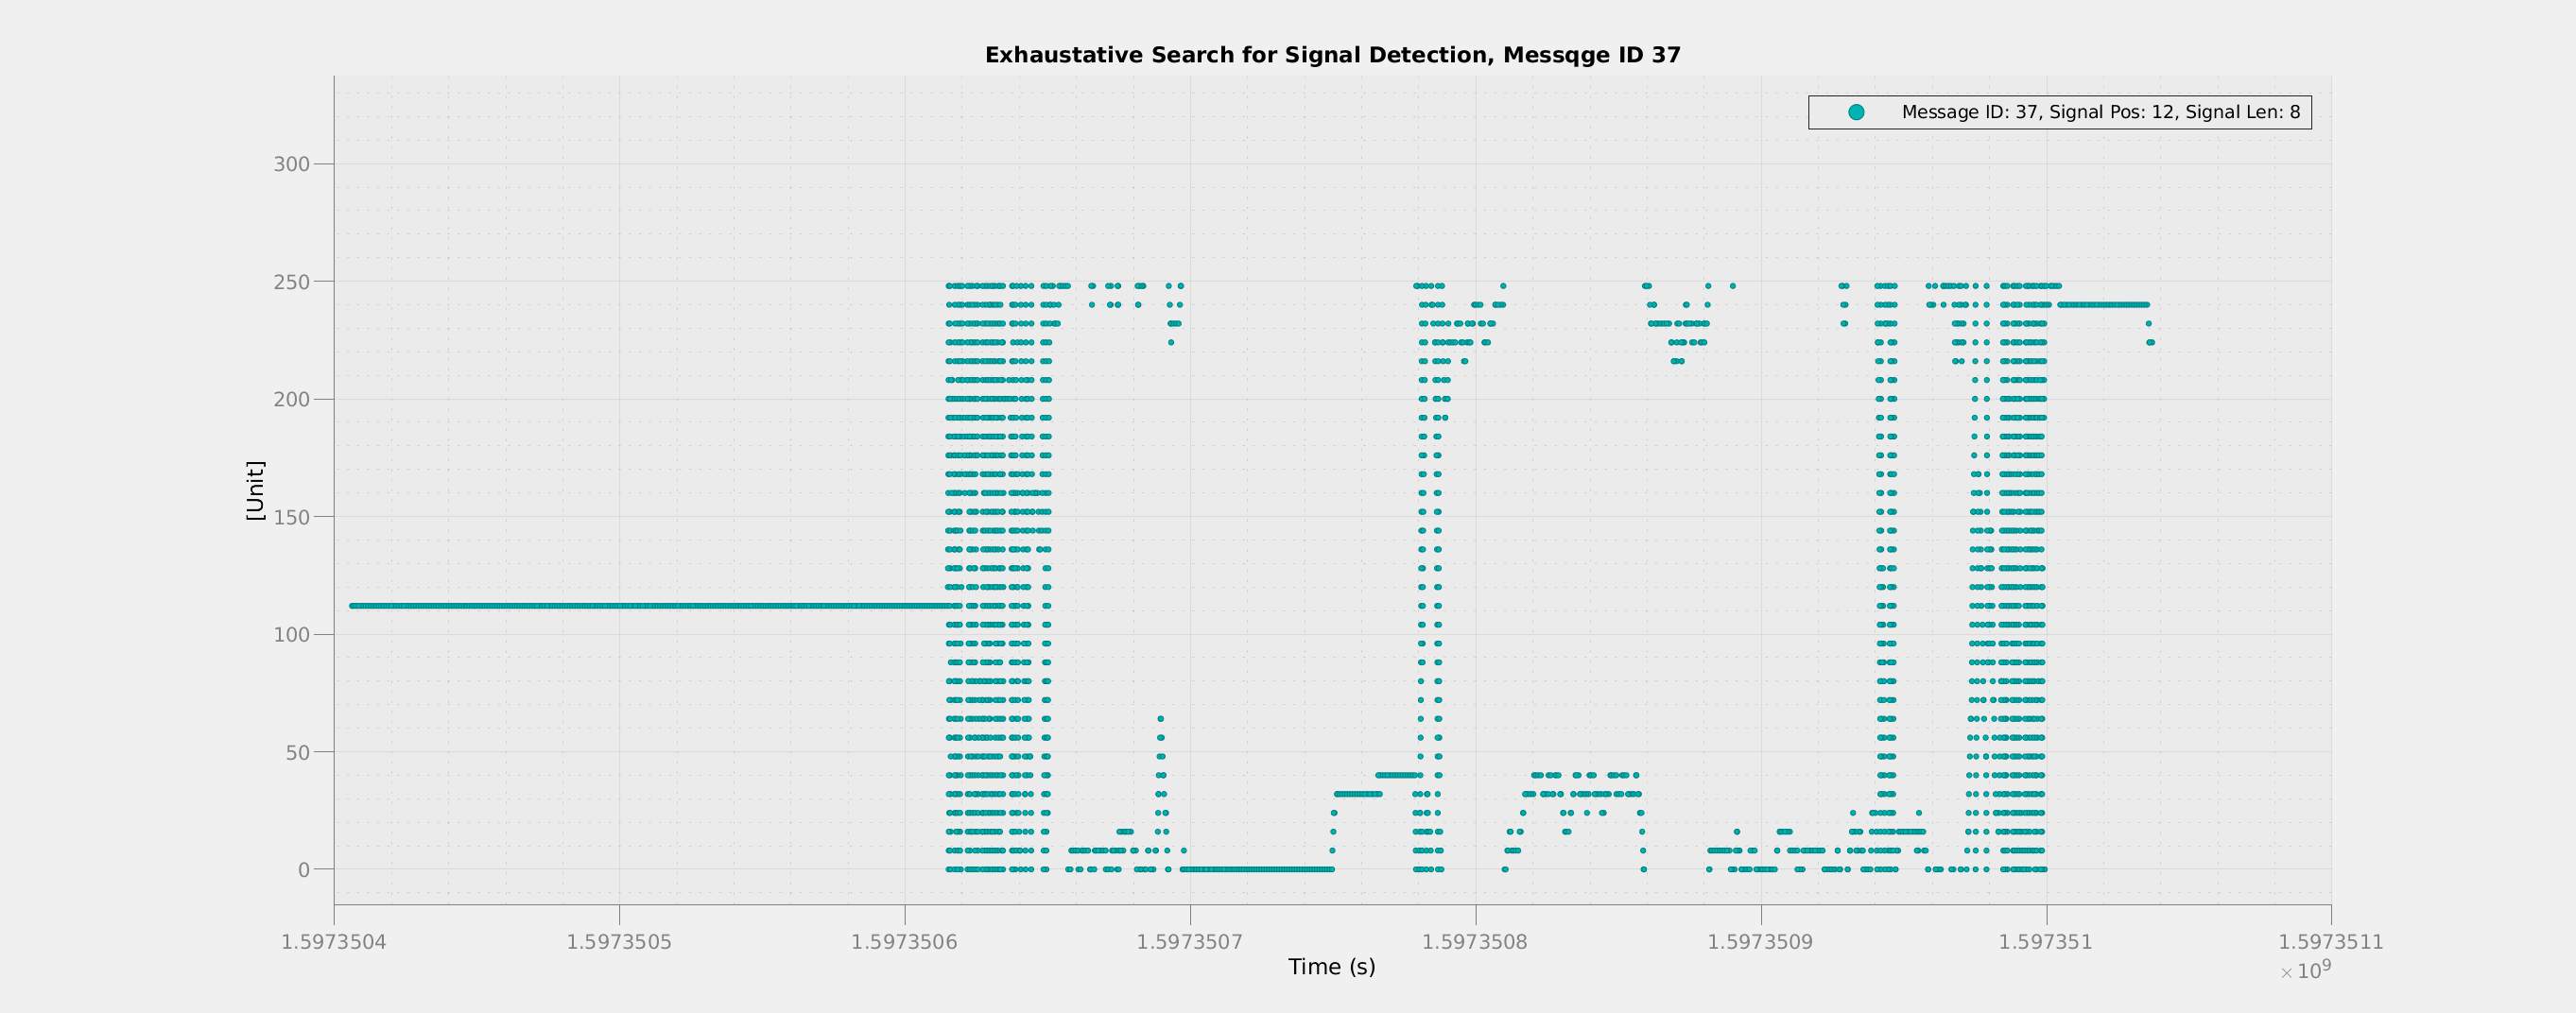 Exhaustative Search for Signal Detection, Messqge ID 37
Message ID: 37, Signal Pos: 12, Signal Len: 8
300
250
200
150
100
50
0
[Unit]
1.5973504 1.5973505 1.5973506 1.5973507 1.5973508 1.5973509 1.597351 1.5973511
Time (s)
× 10⁹